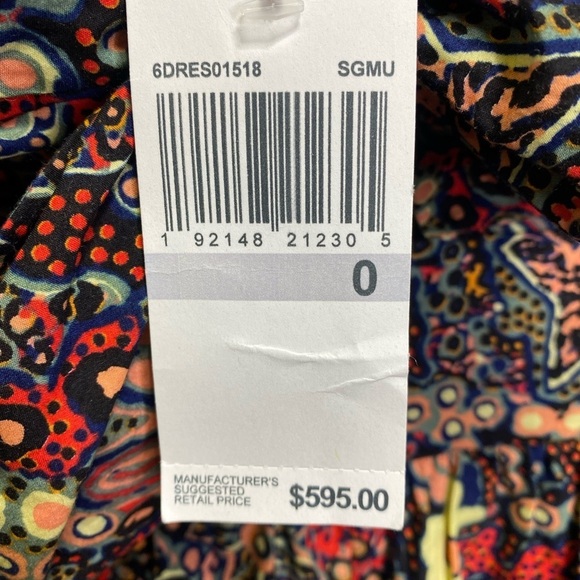 6DRES01518 SGMU
1 92148 21230 5
0
MANUFACTURER'S
SUGGESTED
RETAIL PRICE $595.00